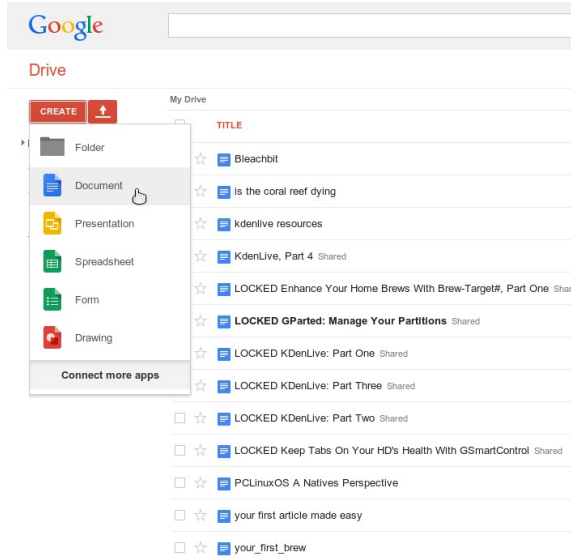 Google
Drive
CREATE
My Drive
TITLE
Folder
Document
Presentation
Spreadsheet
Form
Drawing
Connect more apps
Bleachbit
is the coral reef dying
kdenlive resources
KdenLive, Part 4 Shared
LOCKED Enhance Your Home Brews With Brew-Target#, Part One
LOCKED GParted: Manage Your Partitions Shared
LOCKED KDenLive: Part One Shared
LOCKED KDenLive: Part Three Shared
LOCKED KDenLive: Part Two Shared
LOCKED Keep Tabs On Your HD's Health With GSmartControl Shared
PCLinuxOS A Natives Perspective
your first article made easy
your_first_brew